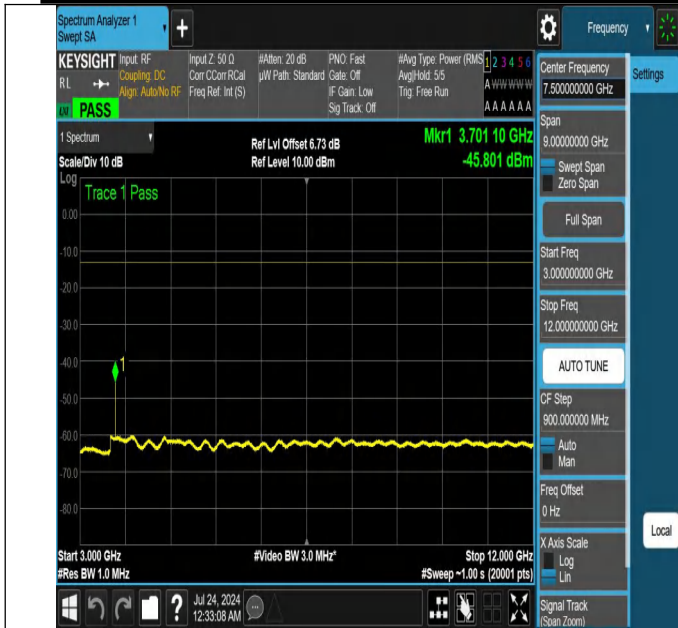 Spectrum Analyzer 1
Swept SA
+
Frequency
KEYSIGHT
RL
LXI
PASS
Input: RF
Coupling: DC
Align: Auto/No RF
Input Z: 50 Ω
Corr CCorr RCal
Freq Ref: Int (S)
#Atten: 20 dB
µW Path: Standard
PNO: Fast
Gate: Off
IF Gain: Low
Sig Track: Off
#Avg Type: Power (RMS
Avg|Hold: 5/5
Trig: Free Run
1 2 3 4 5 6
A W W W W W
A A A A A A
Center Frequency
7.500000000 GHz
Settings
Span
9.00000000 GHz
Swept Span
Zero Span
Full Span
Start Freq
3.000000000 GHz
Stop Freq
12.000000000 GHz
AUTO TUNE
CF Step
900.000000 MHz
Auto
Man
Freq Offset
0 Hz
X Axis Scale
Log
Lin
Signal Track
(Span Zoom)
Local
1 Spectrum
Scale/Div 10 dB
Ref Lvl Offset 6.73 dB
Ref Level 10.00 dBm
Mkr1 3.701 10 GHz
-45.801 dBm
Log
Trace 1 Pass
0.00
-10.0
-20.0
-30.0
-40.0
1
-50.0
-60.0
-70.0
-80.0
Start 3.000 GHz
#Res BW 1.0 MHz
#Video BW 3.0 MHz*
Stop 12.000 GHz
#Sweep ~1.00 s (20001 pts)
?
Jul 24, 2024
12:33:08 AM